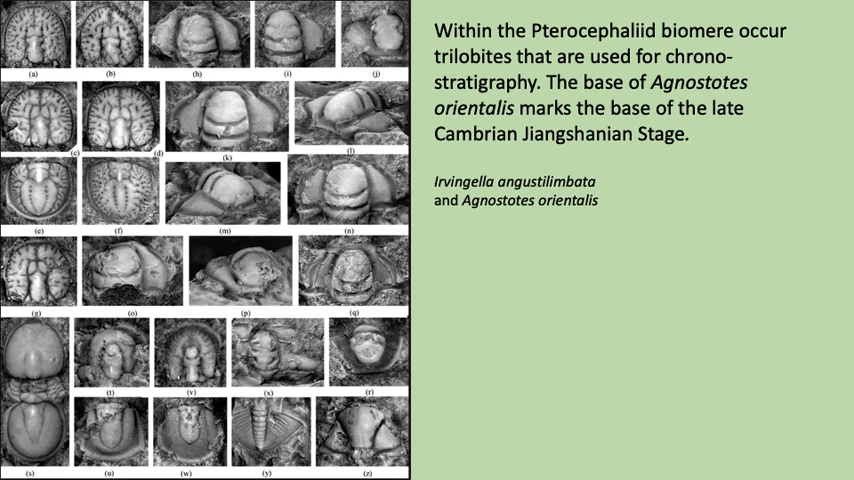 (a) (b) (h) (i) (j)
(c) (d) (k) (l)
(e) (f) (m) (n)
(g) (o) (p) (q)
(t) (v) (x) (r)
(s) (u) (w) (y) (z)
Within the Pterocephaliid biomere occur
trilobites that are used for chrono-
stratigraphy. The base of Agnostotes
orientalis marks the base of the late
Cambrian Jiangshanian Stage.
Irvingella angustilimbata
and Agnostotes orientalis